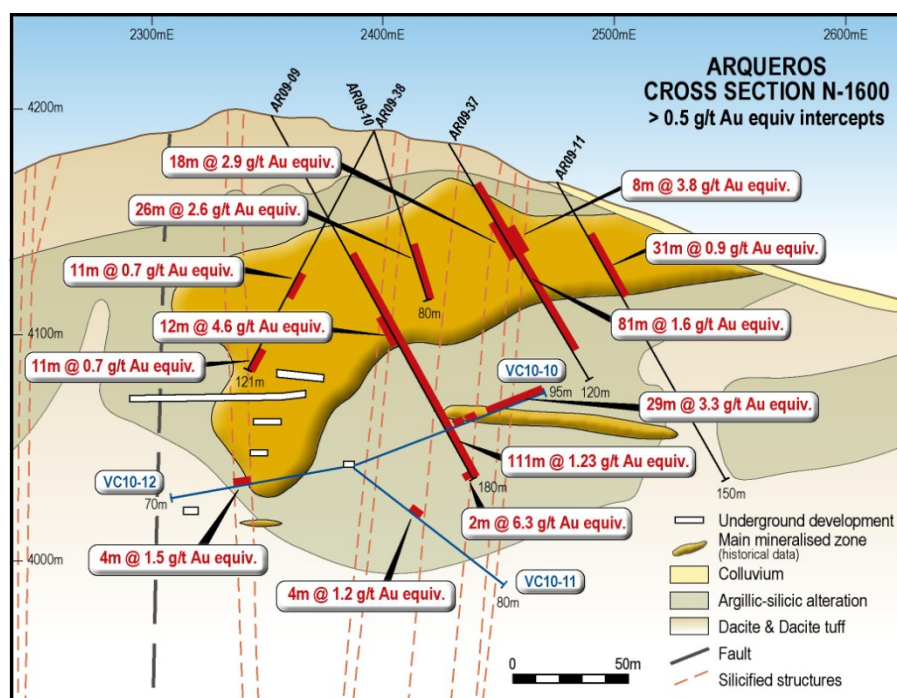 2300mE
2400mE
2500mE
2600mE
ARQUEROS
CROSS SECTION N-1600
> 0.5 g/t Au equiv intercepts
4200m
4100m
4000m
AR09-09
AR09-10
AR09-38
AR09-37
AR09-11
18m @ 2.9 g/t Au equiv.
8m @ 3.8 g/t Au equiv.
26m @ 2.6 g/t Au equiv.
31m @ 0.9 g/t Au equiv.
11m @ 0.7 g/t Au equiv.
80m
12m @ 4.6 g/t Au equiv.
81m @ 1.6 g/t Au equiv.
11m @ 0.7 g/t Au equiv.
121m
VC10-10
95m
120m
29m @ 3.3 g/t Au equiv.
111m @ 1.23 g/t Au equiv.
VC10-12
70m
180m
150m
2m @ 6.3 g/t Au equiv.
4m @ 1.5 g/t Au equiv.
4m @ 1.2 g/t Au equiv.
VC10-11
80m
Underground development
Main mineralised zone
(historical data)
Colluvium
Argillic-silicic alteration
Dacite & Dacite tuff
Fault
Silicified structures
0
50m